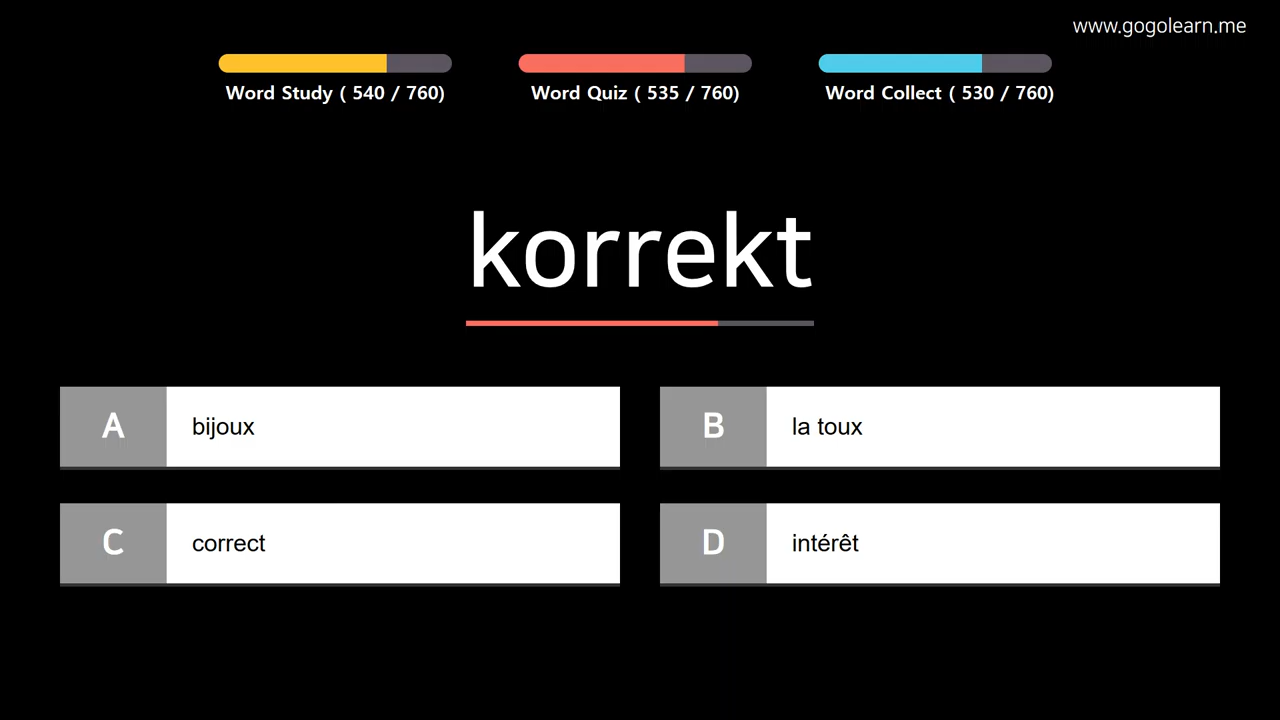 www.gogolearn.me
Word Study ( 540 / 760)
Word Quiz ( 535 / 760)
Word Collect ( 530 / 760)
korrekt
A
bijoux
B
la toux
C
correct
D
intérêt